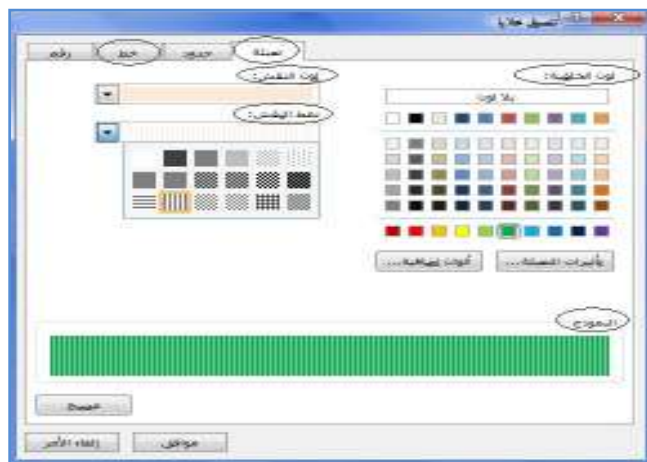 تنسيق خلايا
رقم خط حدود تعبئة
لون الخلفية:
بلا لون
لون النقش:
نمط النقش:
تأثيرات التعبئة... ألوان إضافية...
النموذج
مسح
موافق إلغاء الأمر